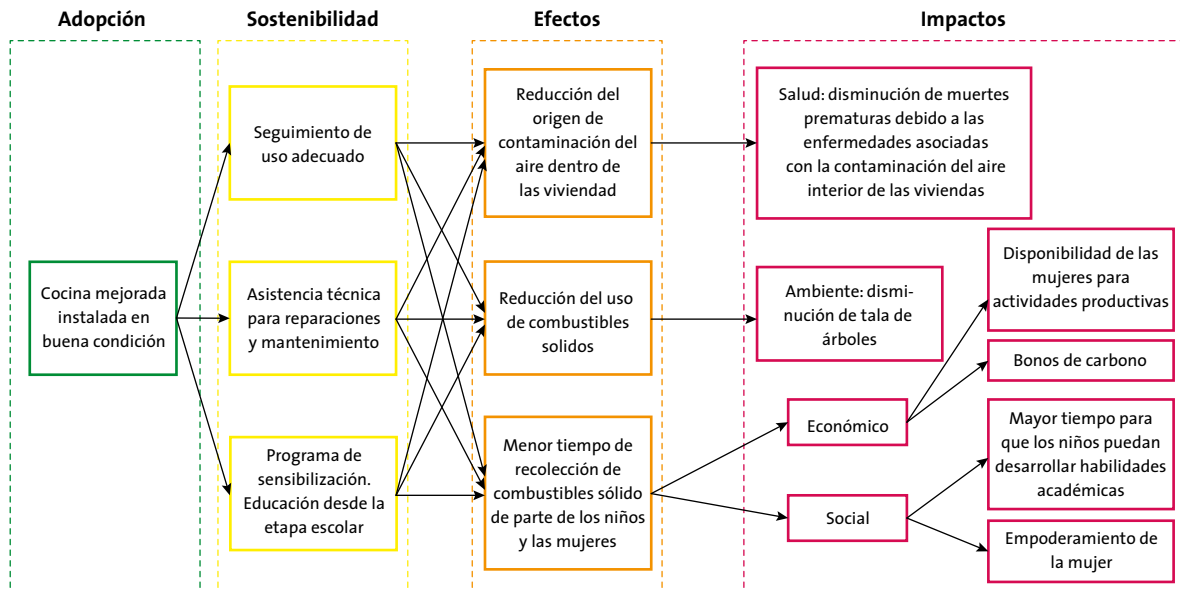 Adopción
Sostenibilidad
Efectos
Impactos
Cocina mejorada
instalada en
buena condición
Seguimiento de
uso adecuado
Asistencia técnica
para reparaciones
y mantenimiento
Programa de
sensibilización.
Educación desde la
etapa escolar
Reducción del
origen de
contaminación del
aire dentro de
las viviendad
Reducción del uso
de combustibles
solidos
Menor tiempo de
recolección de
combustibles sólido
de parte de los niños
y las mujeres
Salud: disminución de muertes
prematuras debido a las
enfermedades asociadas
con la contaminación del aire
interior de las viviendas
Ambiente: dismi-
nución de tala de
árboles
Económico
Social
Disponibilidad de las
mujeres para
actividades productivas
Bonos de carbono
Mayor tiempo para
que los niños puedan
desarrollar habilidades
académicas
Empoderamiento de
la mujer